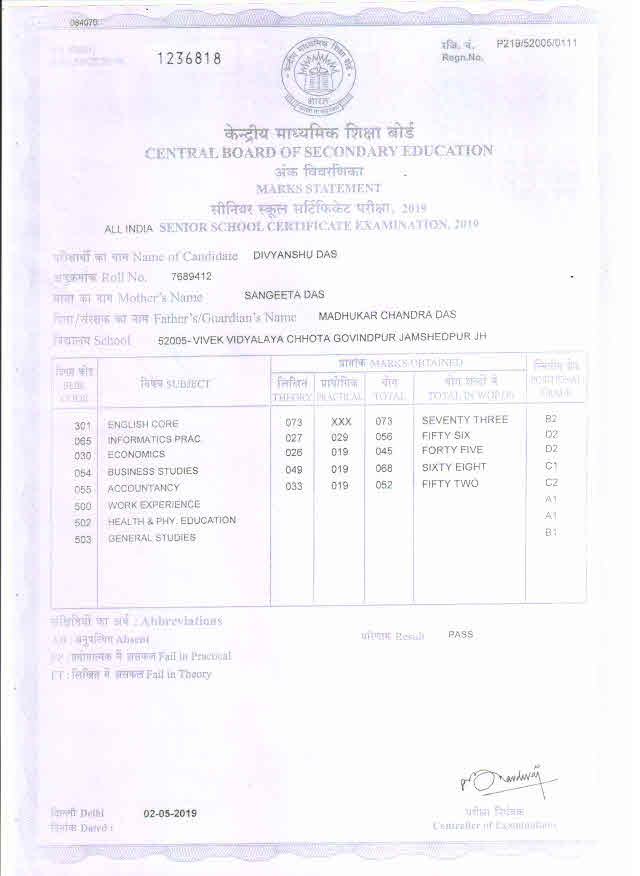 064070
1236818
रजि. नं. P219/52005/0111
Regn.No.
केन्द्रीय माध्यमिक शिक्षा बोर्ड
भारत
केन्द्रीय माध्यमिक शिक्षा बोर्ड
CENTRAL BOARD OF SECONDARY EDUCATION
अंक विवरणिका
MARKS STATEMENT
सीनियर स्कूल सर्टिफिकेट परीक्षा, 2019
ALL INDIA SENIOR SCHOOL CERTIFICATE EXAMINATION, 2019
परीक्षार्थी का नाम Name of Candidate DIVYANSHU DAS
अनुक्रमांक Roll No. 7689412
माता का नाम Mother's Name SANGEETA DAS
पिता/संरक्षक का नाम Father's/Guardian's Name MADHUKAR CHANDRA DAS
विद्यालय School 52005- VIVEK VIDYALAYA CHHOTA GOVINDPUR JAMSHEDPUR JH
विषय कोड SUB. CODE विषय SUBJECT प्राप्तांक MARKS OBTAINED POSITIONAL GRADE
लिखित THEORY प्रायोगिक PRACTICAL योग TOTAL योग शब्दों में TOTAL IN WORDS
301 ENGLISH CORE 073 XXX 073 SEVENTY THREE B2
065 INFORMATICS PRAC. 027 029 056 FIFTY SIX D2
030 ECONOMICS 026 019 045 FORTY FIVE D2
054 BUSINESS STUDIES 049 019 068 SIXTY EIGHT C1
055 ACCOUNTANCY 033 019 052 FIFTY TWO C2
500 WORK EXPERIENCE A1
502 HEALTH & PHY. EDUCATION A1
503 GENERAL STUDIES B1
संक्षिप्तियों का अर्थ : Abbreviations
AB : अनुपस्थित Absent
परिणाम Result PASS
FP : प्रयोगात्मक में असफल Fail in Practical
FT : लिखित में असफल Fail in Theory
दिल्ली Delhi
दिनांक Dated : 02-05-2019
परीक्षा नियंत्रक
Controller of Examinations